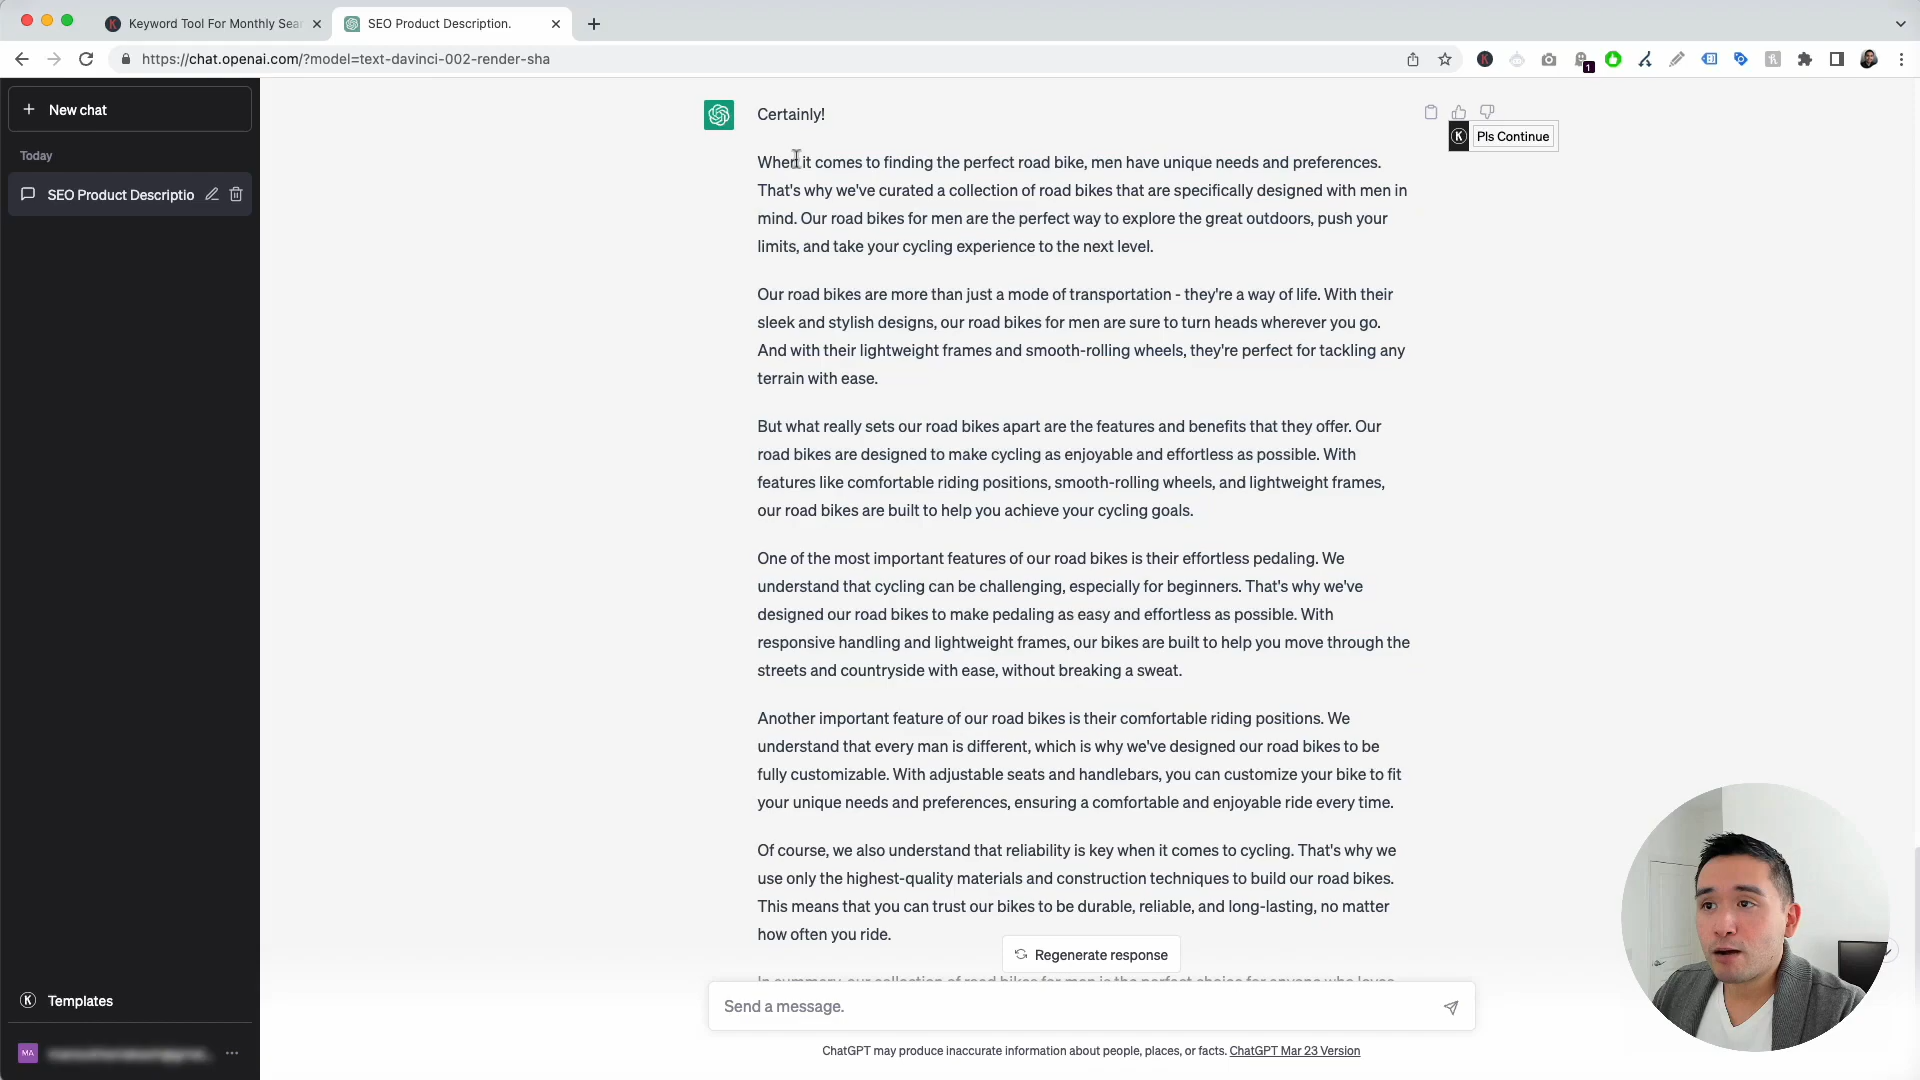 Keyword Tool For Monthly Sear
SEO Product Description.
https://chat.openai.com/?model=text-davinci-002-render-sha
1
New chat
Today
SEO Product Descriptio
Templates
MA
Certainly!
Pls Continue
When it comes to finding the perfect road bike, men have unique needs and preferences.
That's why we've curated a collection of road bikes that are specifically designed with men in
mind. Our road bikes for men are the perfect way to explore the great outdoors, push your
limits, and take your cycling experience to the next level.
Our road bikes are more than just a mode of transportation - they're a way of life. With their
sleek and stylish designs, our road bikes for men are sure to turn heads wherever you go.
And with their lightweight frames and smooth-rolling wheels, they're perfect for tackling any
terrain with ease.
But what really sets our road bikes apart are the features and benefits that they offer. Our
road bikes are designed to make cycling as enjoyable and effortless as possible. With
features like comfortable riding positions, smooth-rolling wheels, and lightweight frames,
our road bikes are built to help you achieve your cycling goals.
One of the most important features of our road bikes is their effortless pedaling. We
understand that cycling can be challenging, especially for beginners. That's why we've
designed our road bikes to make pedaling as easy and effortless as possible. With
responsive handling and lightweight frames, our bikes are built to help you move through the
streets and countryside with ease, without breaking a sweat.
Another important feature of our road bikes is their comfortable riding positions. We
understand that every man is different, which is why we've designed our road bikes to be
fully customizable. With adjustable seats and handlebars, you can customize your bike to fit
your unique needs and preferences, ensuring a comfortable and enjoyable ride every time.
Of course, we also understand that reliability is key when it comes to cycling. That's why we
use only the highest-quality materials and construction techniques to build our road bikes.
This means that you can trust our bikes to be durable, reliable, and long-lasting, no matter
how often you ride.
Regenerate response
In summary, our collection of road bikes for men is the perfect choice for anyone who loves
Send a message.
ChatGPT may produce inaccurate information about people, places, or facts. ChatGPT Mar 23 Version